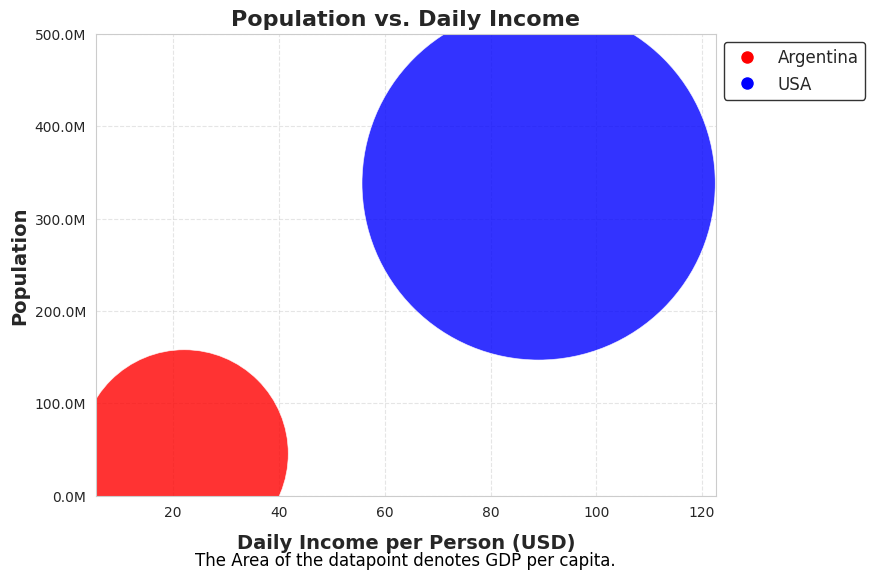 Population vs. Daily Income
500.0M
400.0M
300.0M
200.0M
100.0M
0.0M
Population
20 40 60 80 100 120
Daily Income per Person (USD)
The Area of the datapoint denotes GDP per capita.
Argentina
USA